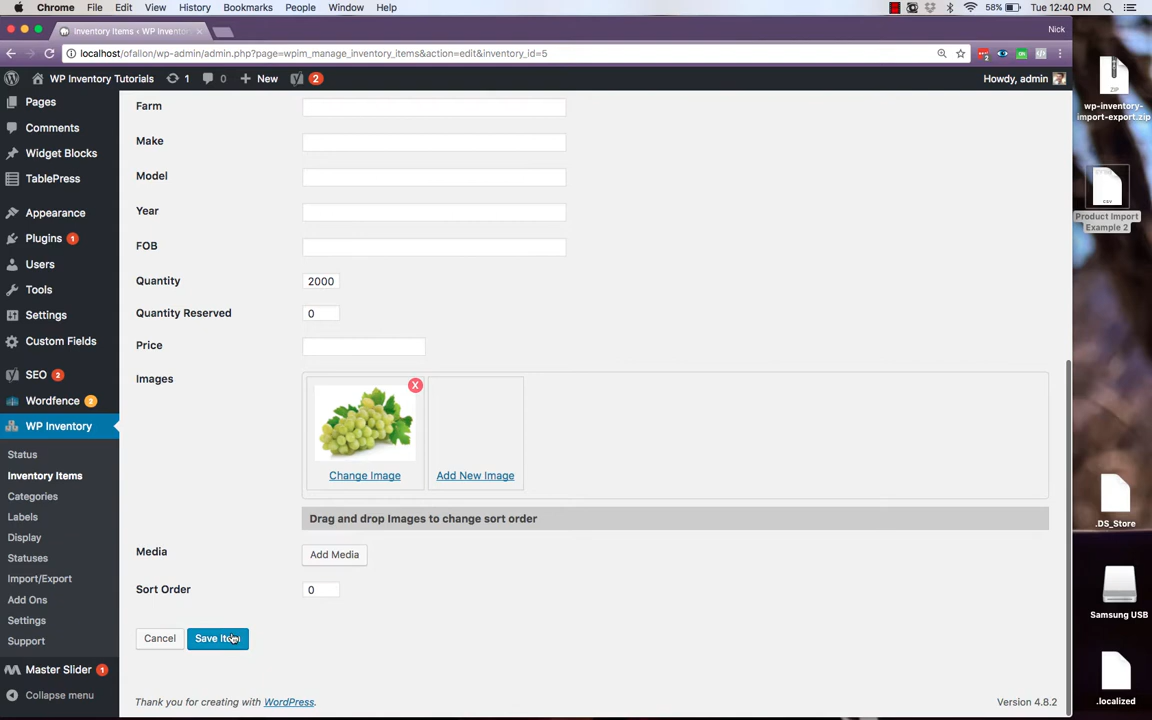 Chrome File Edit View History Bookmarks People Window Help 58% Tue 12:40 PM
Inventory Items ‹ WP Inventory Nick
localhost/ofallon/wp-admin/admin.php?page=wpim_manage_inventory_items&action=edit&inventory_id=5
WP Inventory Tutorials 1 0 New 2 Howdy, admin
Pages
Comments
Widget Blocks
TablePress
Appearance
Plugins 1
Users
Tools
Settings
Custom Fields
SEO 2
Wordfence 2
WP Inventory
Status
Inventory Items
Categories
Labels
Display
Statuses
Import/Export
Add Ons
Settings
Support
Master Slider 1
Collapse menu
Farm
Make
Model
Year
FOB
Quantity 2000
Quantity Reserved 0
Price
Images
X
Change Image Add New Image
Drag and drop Images to change sort order
Media Add Media
Sort Order 0
Cancel Save Item
Thank you for creating with WordPress. Version 4.8.2
ZIP
wp-inventory-
import-export.zip
CSV
Product Import
Example 2
.DS_Store
Samsung USB
.localized